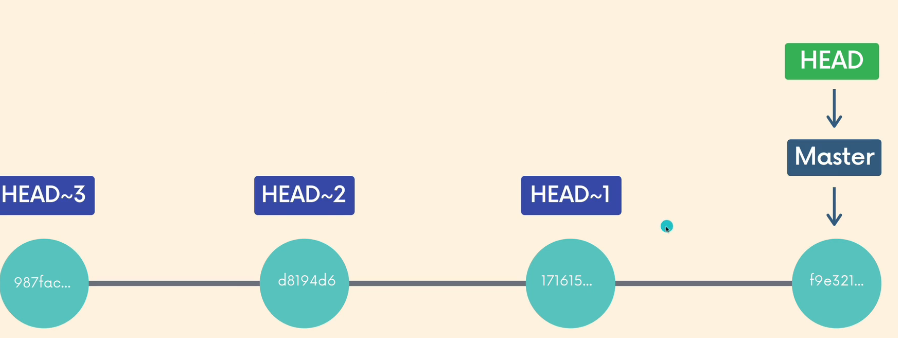 HEAD
Master
HEAD~3
HEAD~2
HEAD~1
987fac...
d8194d6
171615...
f9e321...